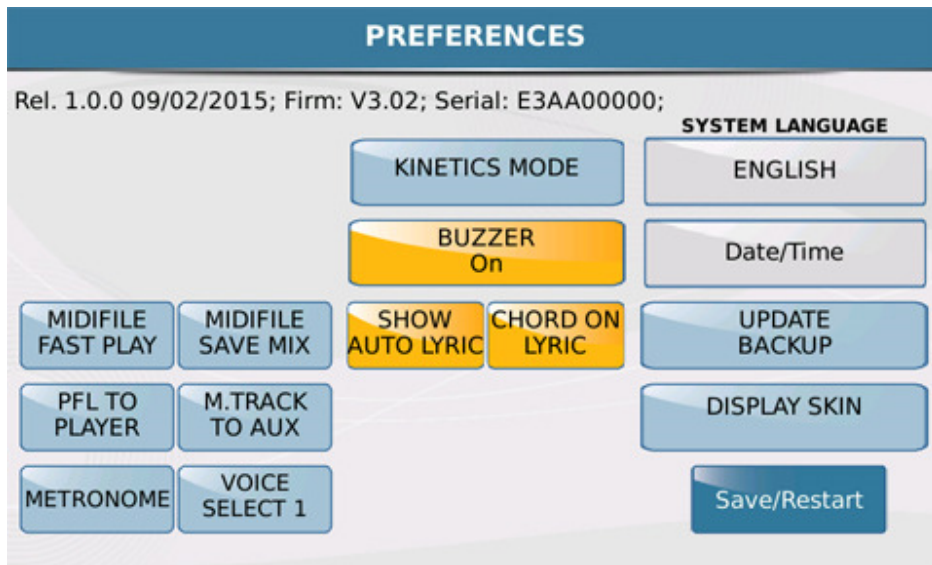 PREFERENCES
Rel. 1.0.0 09/02/2015; Firm: V3.02; Serial: E3AA00000;
SYSTEM LANGUAGE
KINETICS MODE
ENGLISH
BUZZER
On
Date/Time
MIDIFILE
FAST PLAY
MIDIFILE
SAVE MIX
SHOW
AUTO LYRIC
CHORD ON
LYRIC
UPDATE
BACKUP
PFL TO
PLAYER
M.TRACK
TO AUX
DISPLAY SKIN
METRONOME
VOICE
SELECT 1
Save/Restart